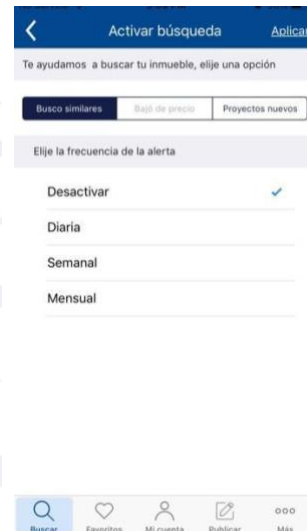 Activar búsqueda Aplicar
Te ayudamos a buscar tu inmueble, elije una opción
Busco similares Bajó de precio Proyectos nuevos
Elije la frecuencia de la alerta
Desactivar
Diaria
Semanal
Mensual
Buscar Favoritos Mi cuenta Publicar Más